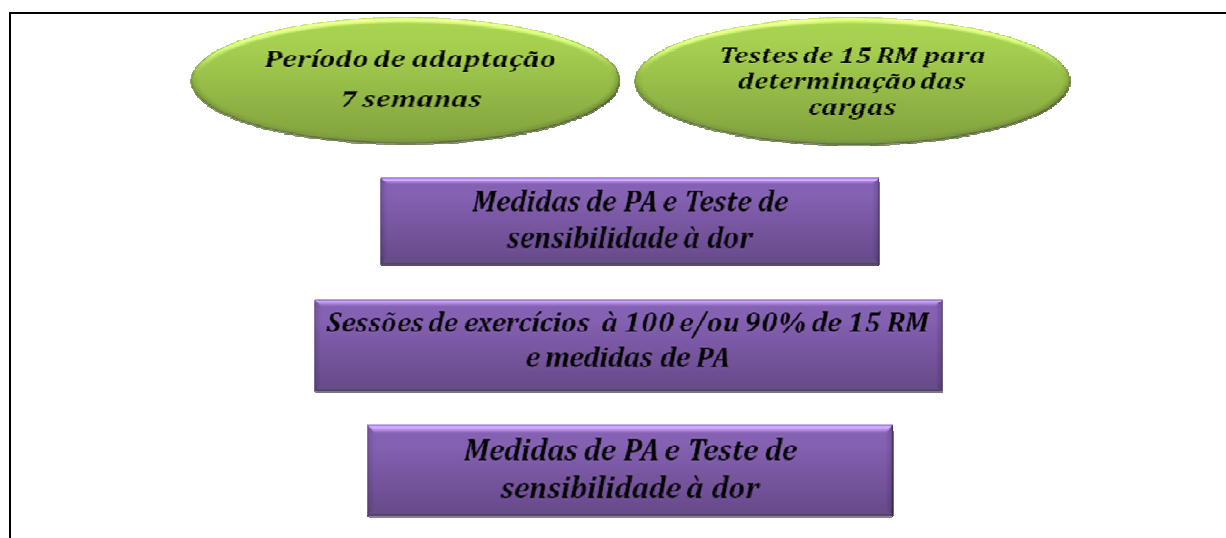 Período de adaptação
7 semanas
Testes de 15 RM para
determinação das
cargas
Medidas de PA e Teste de
sensibilidade à dor
Sessões de exercícios à 100 e/ou 90% de 15 RM
e medidas de PA
Medidas de PA e Teste de
sensibilidade à dor